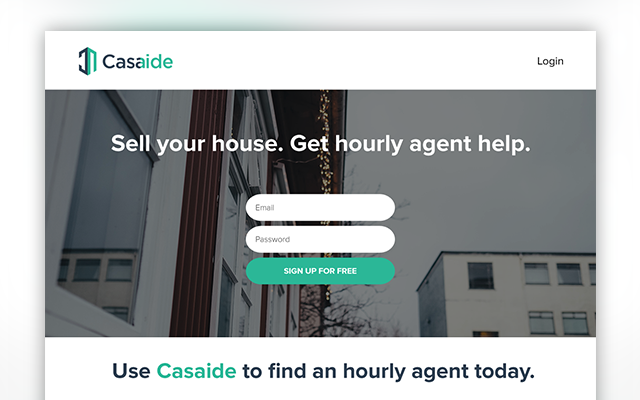 Casaide
Login
Sell your house. Get hourly agent help.
Email
Password
SIGN UP FOR FREE
Use Casaide to find an hourly agent today.